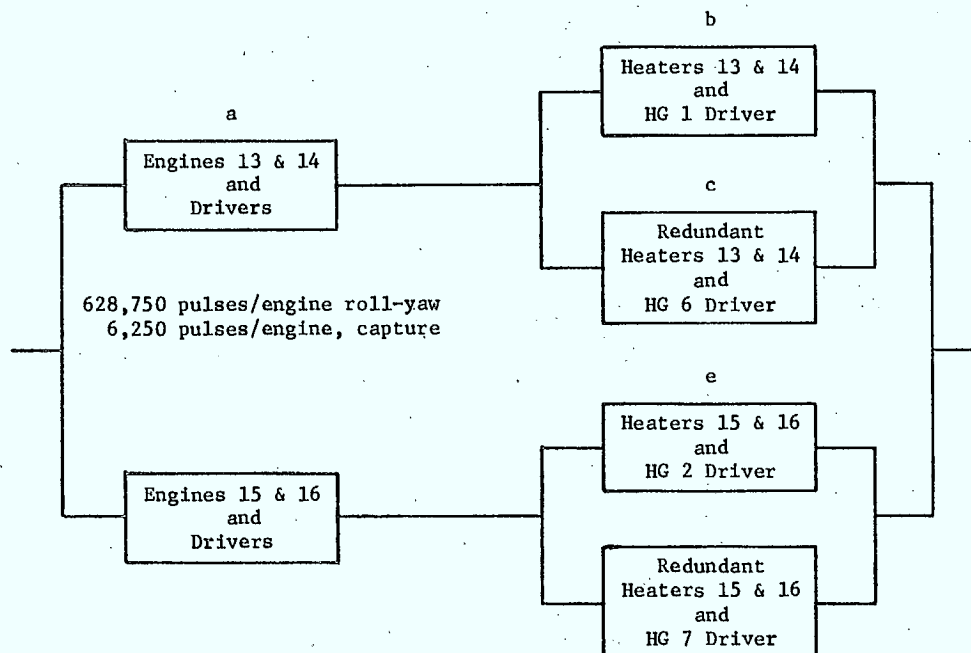 b
Heaters 13 & 14
and
HG 1 Driver
a
Engines 13 & 14
and
Drivers
c
Redundant
Heaters 13 & 14
and
HG 6 Driver
628,750 pulses/engine roll-yaw
6,250 pulses/engine, capture
e
Heaters 15 & 16
and
HG 2 Driver
Engines 15 & 16
and
Drivers
Redundant
Heaters 15 & 16
and
HG 7 Driver